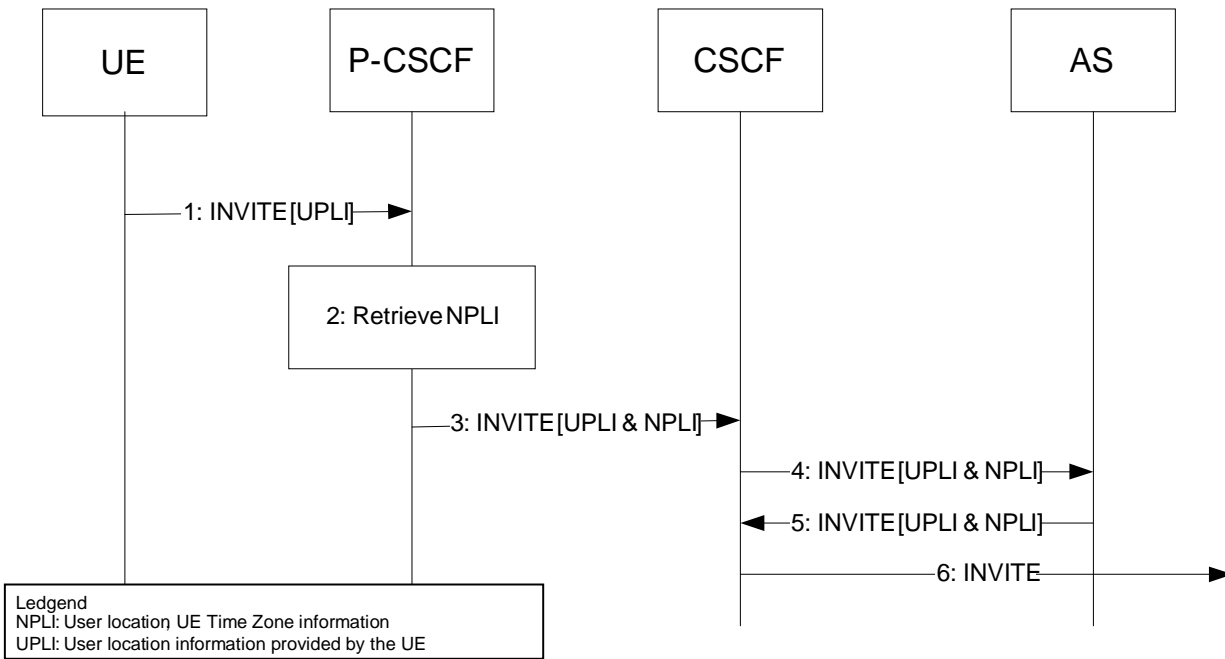 UE
P-CSCF
CSCF
AS
1: INVITE[UPLI]
2: Retrieve NPLI
3: INVITE[UPLI & NPLI]
4: INVITE[UPLI & NPLI]
5: INVITE[UPLI & NPLI]
6: INVITE
Ledgend
NPLI: User location, UE Time Zone information
UPLI: User location information provided by the UE